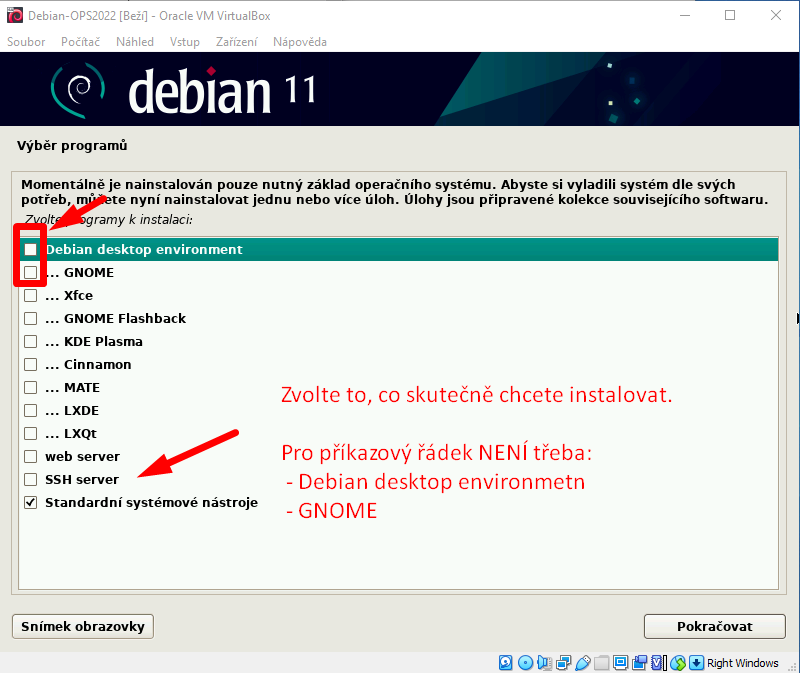 Debian-OPS2022 [Beží] - Oracle VM VirtualBox
Soubor Počítač Náhled Vstup Zařízení Nápověda
debian 11
Výběr programů
Momentálně je nainstalován pouze nutný základ operačního systému. Abyste si vyladili systém dle svých
potřeb, můžete nyní nainstalovat jednu nebo více úloh. Úlohy jsou připravené kolekce souvisejícího softwaru.
Zvolte programy k instalaci:
Debian desktop environment
... GNOME
... Xfce
... GNOME Flashback
... KDE Plasma
... Cinnamon
... MATE
Zvolte to, co skutečně chcete instalovat.
... LXDE
... LXQt
web server
Pro příkazový řádek NENÍ třeba:
SSH server
- Debian desktop environmetn
Standardní systémové nástroje
- GNOME
Snímek obrazovky
Pokračovat
Right Windows